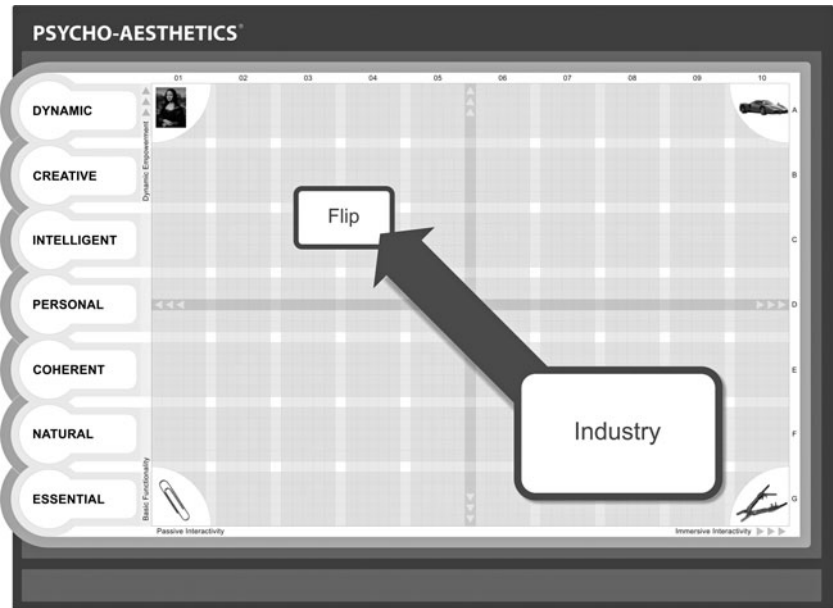 PSYCHO-AESTHETICS®
01 02 03 04 05 06 07 08 09 10
DYNAMIC
A
Dynamic Empowerment
CREATIVE
B
Flip
INTELLIGENT
C
PERSONAL
D
COHERENT
E
Industry
NATURAL
F
Basic Functionality
ESSENTIAL
G
Passive Interactivity
Immersive Interactivity